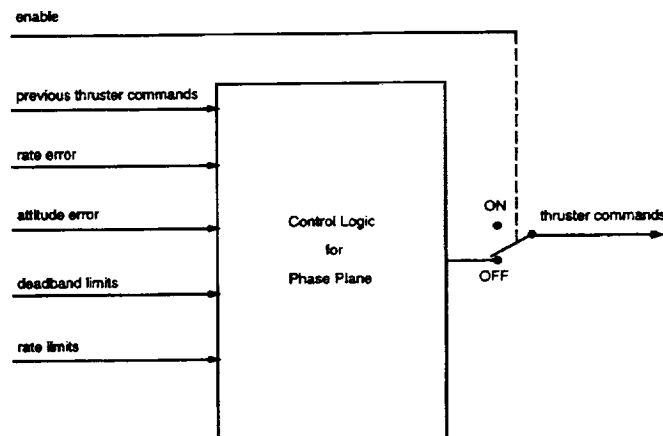 enable
previous thruster commands
rate error
attitude error
deadband limits
rate limits
Control Logic
for
Phase Plane
ON
OFF
thruster commands